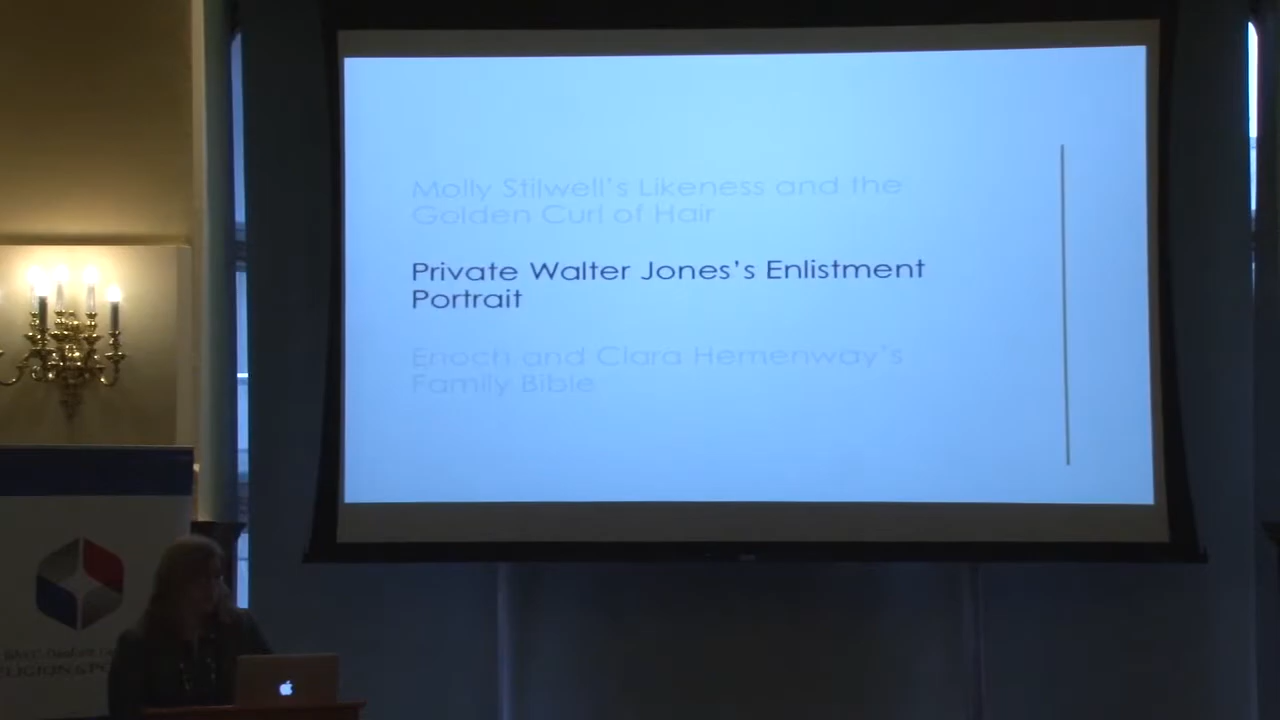 Molly Stilwell's Likeness and the
Golden Curl of Hair
Private Walter Jones's Enlistment
Portrait
Enoch and Clara Hemenway's
Family Bible